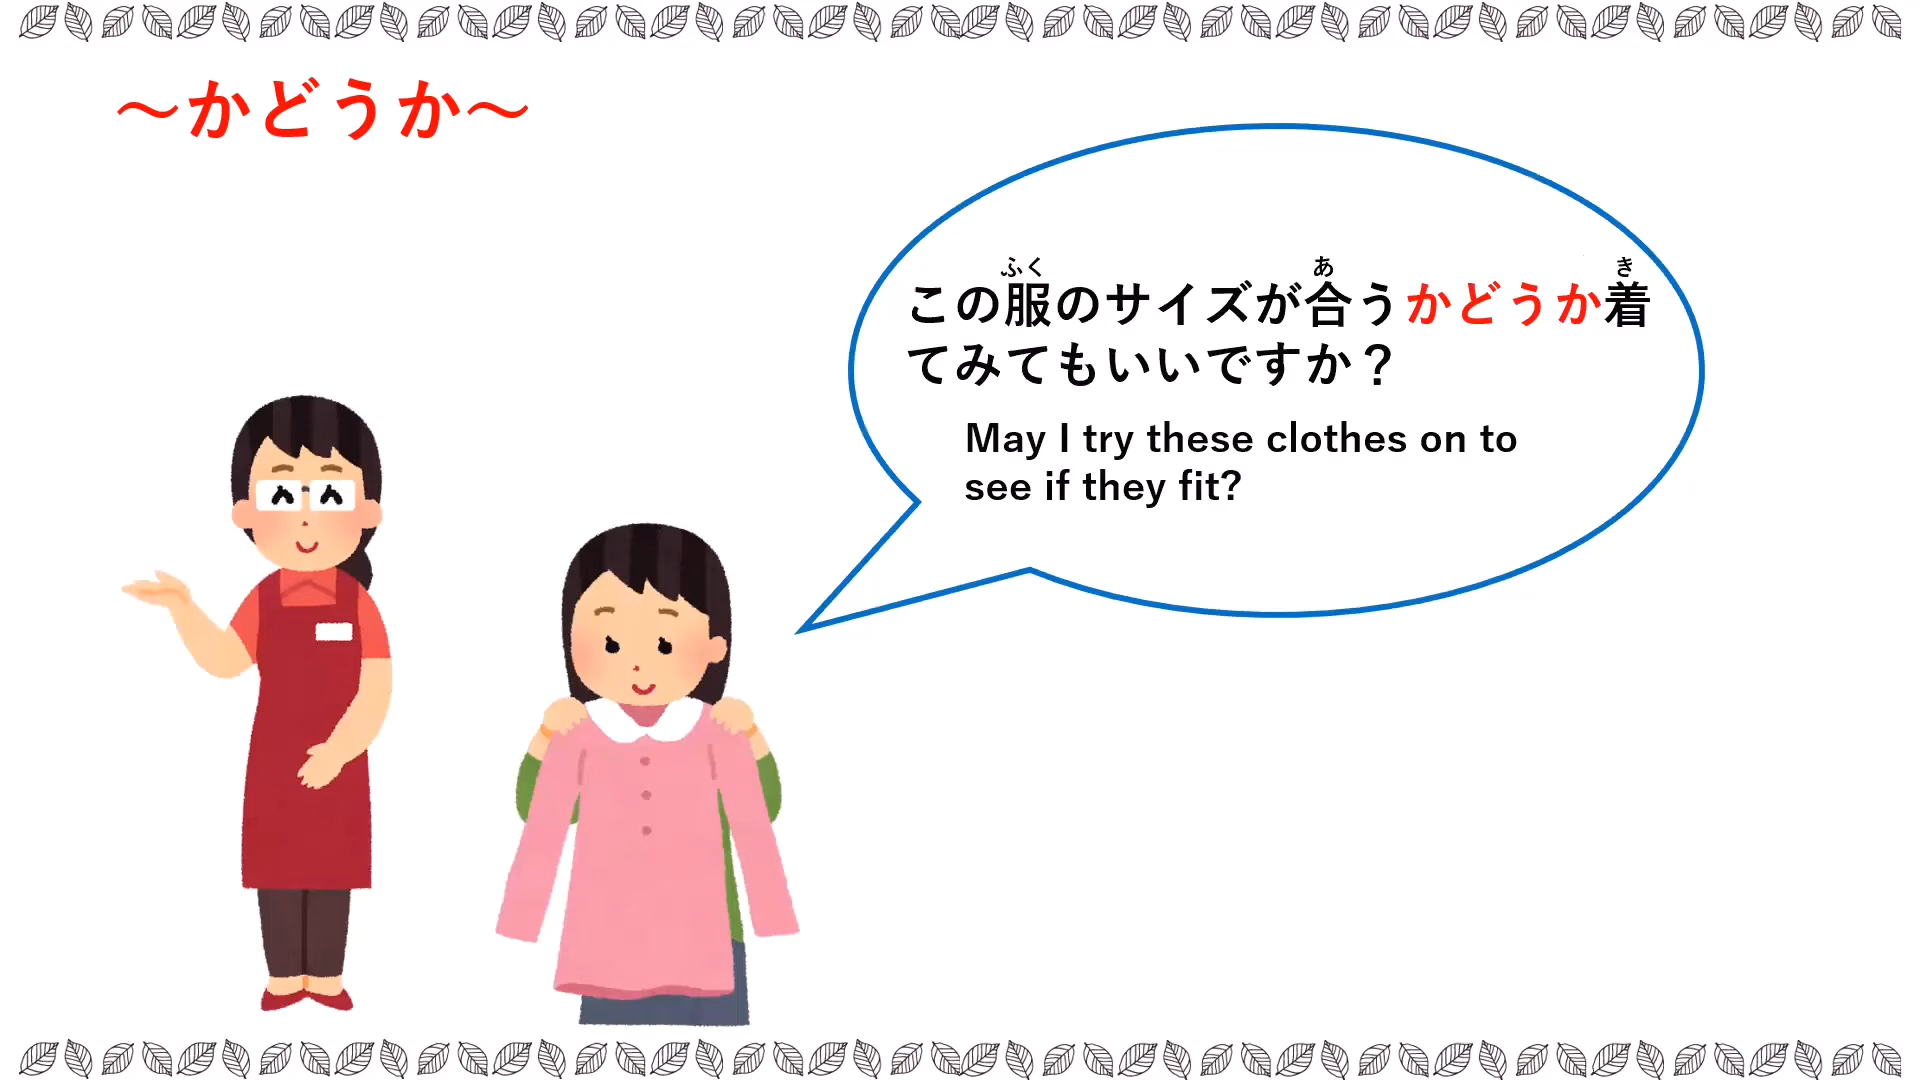 ～かどうか～
ふく あ き
この服のサイズが合うかどうか着
てみてもいいですか？
May I try these clothes on to
see if they fit?